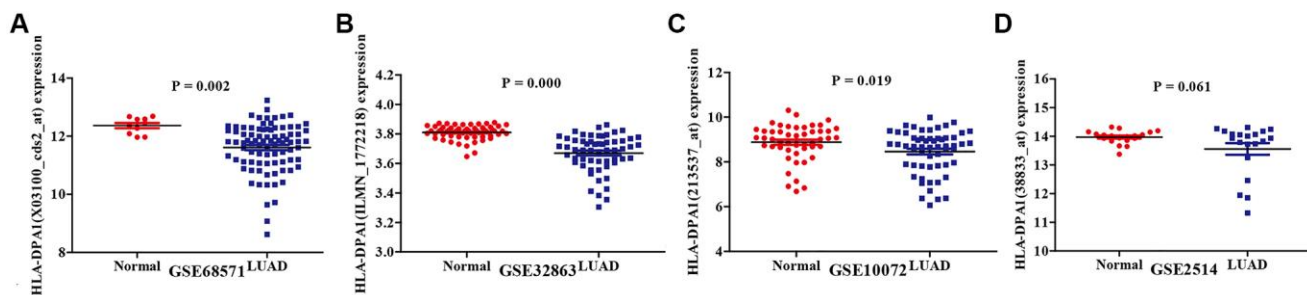 A
HLA-DPA1(X03100_cds2_at) expression
14
12
10
8
P = 0.002
Normal
GSE68571
LUAD
B
HLA-DPA1(ILMN_1772218) expression
4.2
4.0
3.8
3.6
3.4
3.2
3.0
P = 0.000
Normal
GSE32863
LUAD
C
HLA-DPA1(213537_at) expression
12
10
8
6
4
P = 0.019
Normal
GSE10072
LUAD
D
HLA-DPA1(38833_at) expression
16
15
14
13
12
11
10
P = 0.061
Normal
GSE2514
LUAD